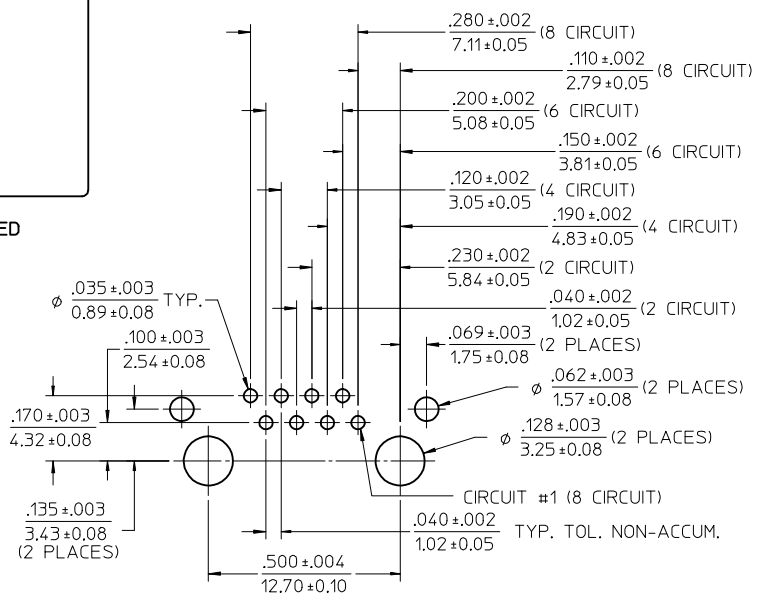 .280±.002
7.11±0.05
(8 CIRCUIT)
.110±.002
2.79±0.05
(8 CIRCUIT)
.200±.002
5.08±0.05
(6 CIRCUIT)
.150±.002
3.81±0.05
(6 CIRCUIT)
.120±.002
3.05±0.05
(4 CIRCUIT)
ED
.190±.002
4.83±0.05
(4 CIRCUIT)
.230±.002
5.84±0.05
(2 CIRCUIT)
ø .035±.003
0.89±0.08
TYP.
.040±.002
1.02±0.05
(2 CIRCUIT)
.100±.003
2.54±0.08
.069±.003
1.75±0.08
(2 PLACES)
ø .062±.003
1.57±0.08
(2 PLACES)
.170±.003
4.32±0.08
ø .128±.003
3.25±0.08
(2 PLACES)
CIRCUIT #1 (8 CIRCUIT)
.135±.003
3.43±0.08
(2 PLACES)
.040±.002
1.02±0.05
TYP. TOL. NON-ACCUM.
.500±.004
12.70±0.10